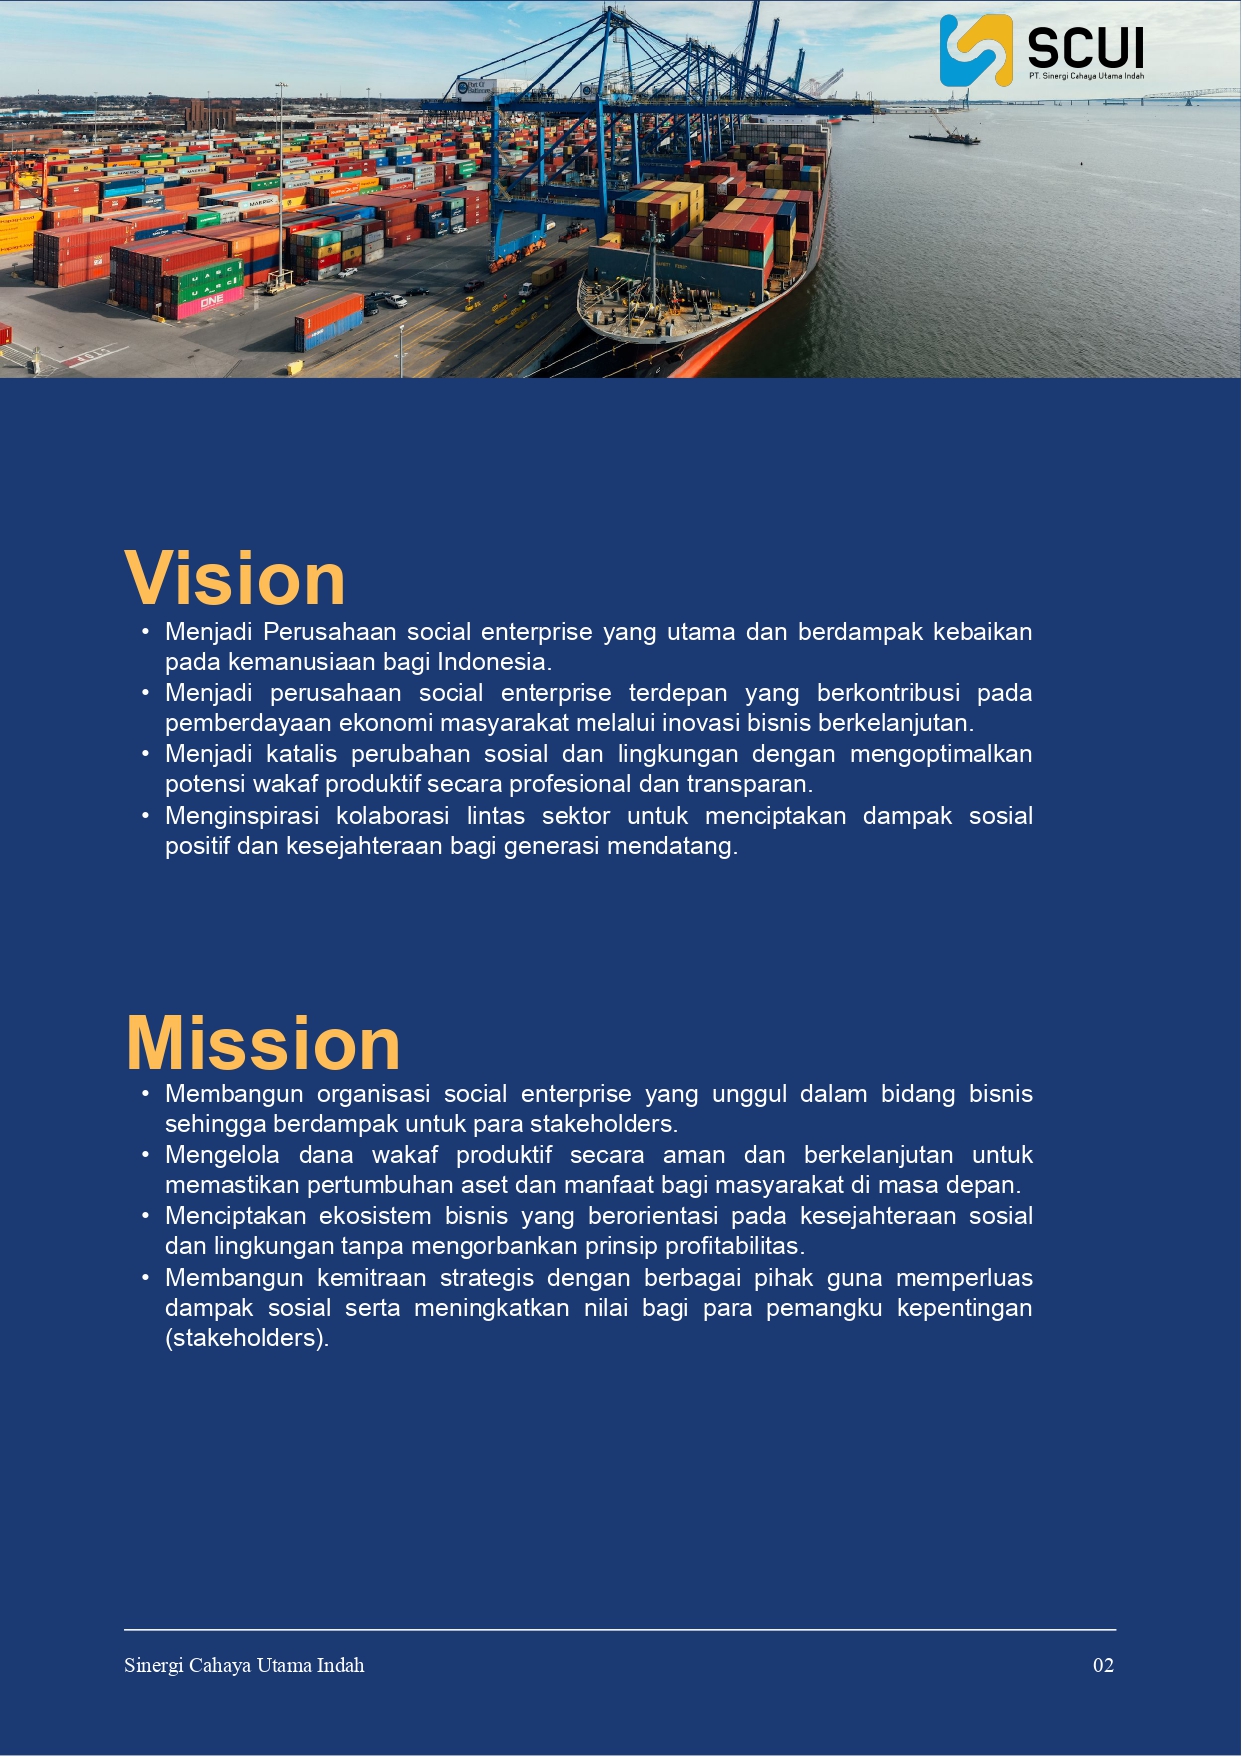 SCUI
PT. Sinergi Cahaya Utama Indah
MAERSK
MAERSK
UASC
UASC
ONE
Vision
• Menjadi Perusahaan social enterprise yang utama dan berdampak kebaikan
pada kemanusiaan bagi Indonesia.
• Menjadi perusahaan social enterprise terdepan yang berkontribusi pada
pemberdayaan ekonomi masyarakat melalui inovasi bisnis berkelanjutan.
• Menjadi katalis perubahan sosial dan lingkungan dengan mengoptimalkan
potensi wakaf produktif secara profesional dan transparan.
• Menginspirasi kolaborasi lintas sektor untuk menciptakan dampak sosial
positif dan kesejahteraan bagi generasi mendatang.
Mission
• Membangun organisasi social enterprise yang unggul dalam bidang bisnis
sehingga berdampak untuk para stakeholders.
• Mengelola dana wakaf produktif secara aman dan berkelanjutan untuk
memastikan pertumbuhan aset dan manfaat bagi masyarakat di masa depan.
• Menciptakan ekosistem bisnis yang berorientasi pada kesejahteraan sosial
dan lingkungan tanpa mengorbankan prinsip profitabilitas.
• Membangun kemitraan strategis dengan berbagai pihak guna memperluas
dampak sosial serta meningkatkan nilai bagi para pemangku kepentingan
(stakeholders).
Sinergi Cahaya Utama Indah
02